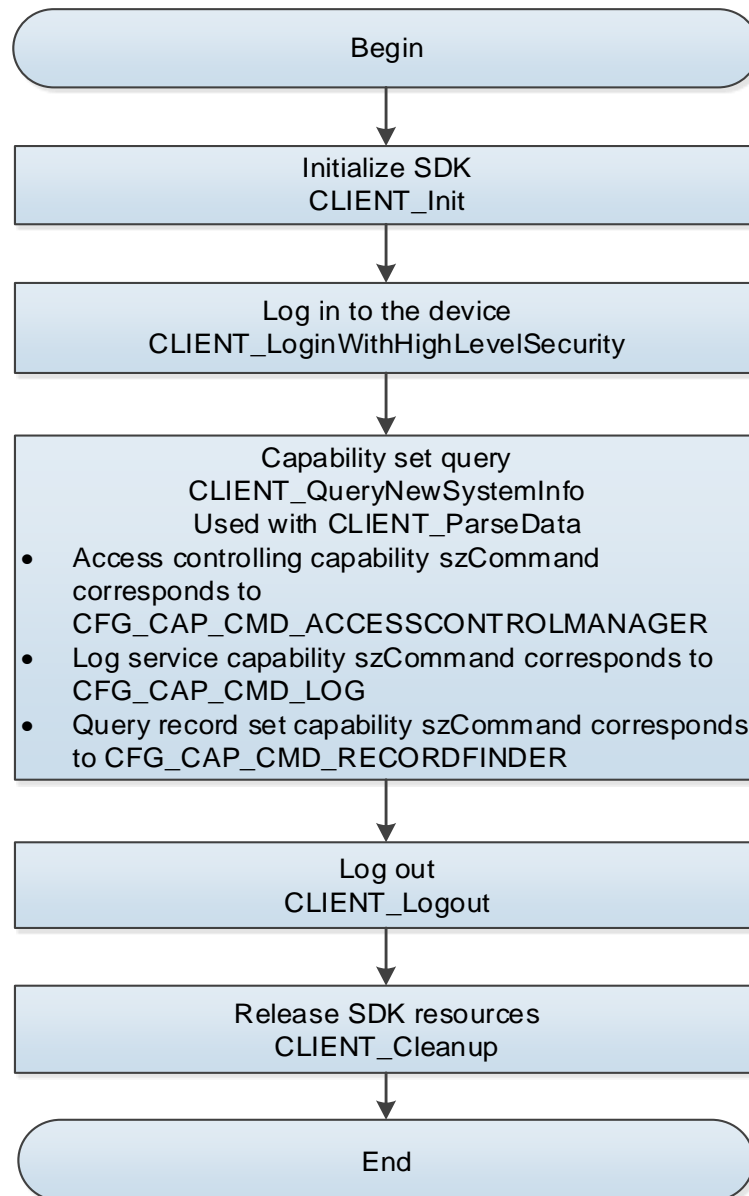 Begin
Initialize SDK
CLIENT_Init
Log in to the device
CLIENT_LoginWithHighLevelSecurity
Capability set query
CLIENT_QueryNewSystemInfo
Used with CLIENT_ParseData
• Access controlling capability szCommand
corresponds to
CFG_CAP_CMD_ACCESSCONTROLMANAGER
• Log service capability szCommand corresponds to
CFG_CAP_CMD_LOG
• Query record set capability szCommand corresponds
to CFG_CAP_CMD_RECORDFINDER
Log out
CLIENT_Logout
Release SDK resources
CLIENT_Cleanup
End